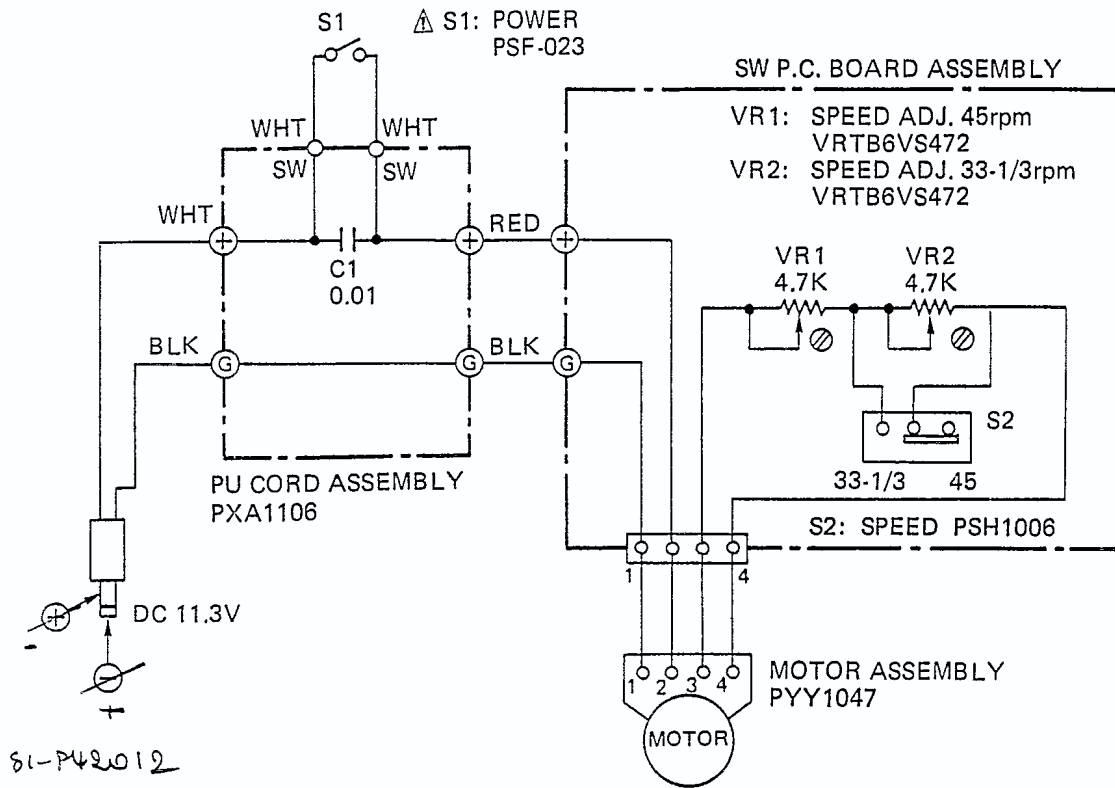 S1
⚠ S1: POWER
PSF-023
SW P.C. BOARD ASSEMBLY
VR1: SPEED ADJ. 45rpm
VRTB6VS472
VR2: SPEED ADJ. 33-1/3rpm
VRTB6VS472
WHT WHT
SW SW
WHT
+ + RED +
C1
0.01
VR1 VR2
4.7K 4.7K
BLK BLK
G G G
S2
33-1/3 45
PU CORD ASSEMBLY
PXA1106
S2: SPEED PSH1006
1 4
DC 11.3V
+
-
-
+
1 2 3 4
MOTOR ASSEMBLY
PYY1047
MOTOR
81-P42012